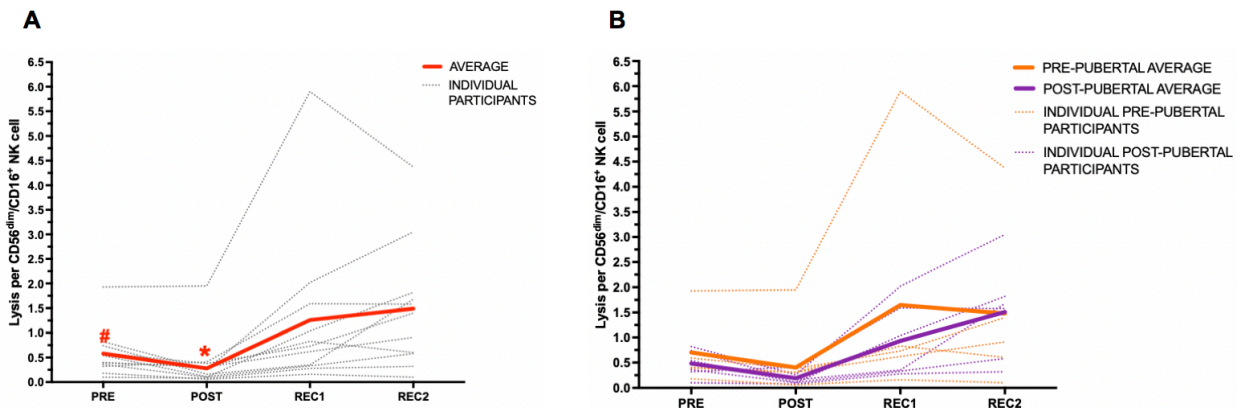 A
B
6.5
6.0
5.5
5.0
4.5
4.0
3.5
3.0
2.5
2.0
1.5
1.0
0.5
0.0
Lysis per CD56ᵈⁱᵐ/CD16⁺ NK cell
#
*
PRE
POST
REC1
REC2
AVERAGE
INDIVIDUAL
PARTICIPANTS
6.5
6.0
5.5
5.0
4.5
4.0
3.5
3.0
2.5
2.0
1.5
1.0
0.5
0.0
Lysis per CD56ᵈⁱᵐ/CD16⁺ NK cell
PRE
POST
REC1
REC2
PRE-PUBERTAL AVERAGE
POST-PUBERTAL AVERAGE
INDIVIDUAL PRE-PUBERTAL
PARTICIPANTS
INDIVIDUAL POST-PUBERTAL
PARTICIPANTS